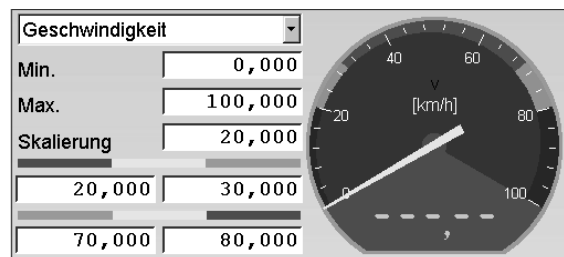 Geschwindigkeit
Min. 0,000
Max. 100,000
Skalierung 20,000
20,000 30,000
70,000 80,000
40 60
V
[km/h]
20 80
0 100
_ _ _ _ _
,